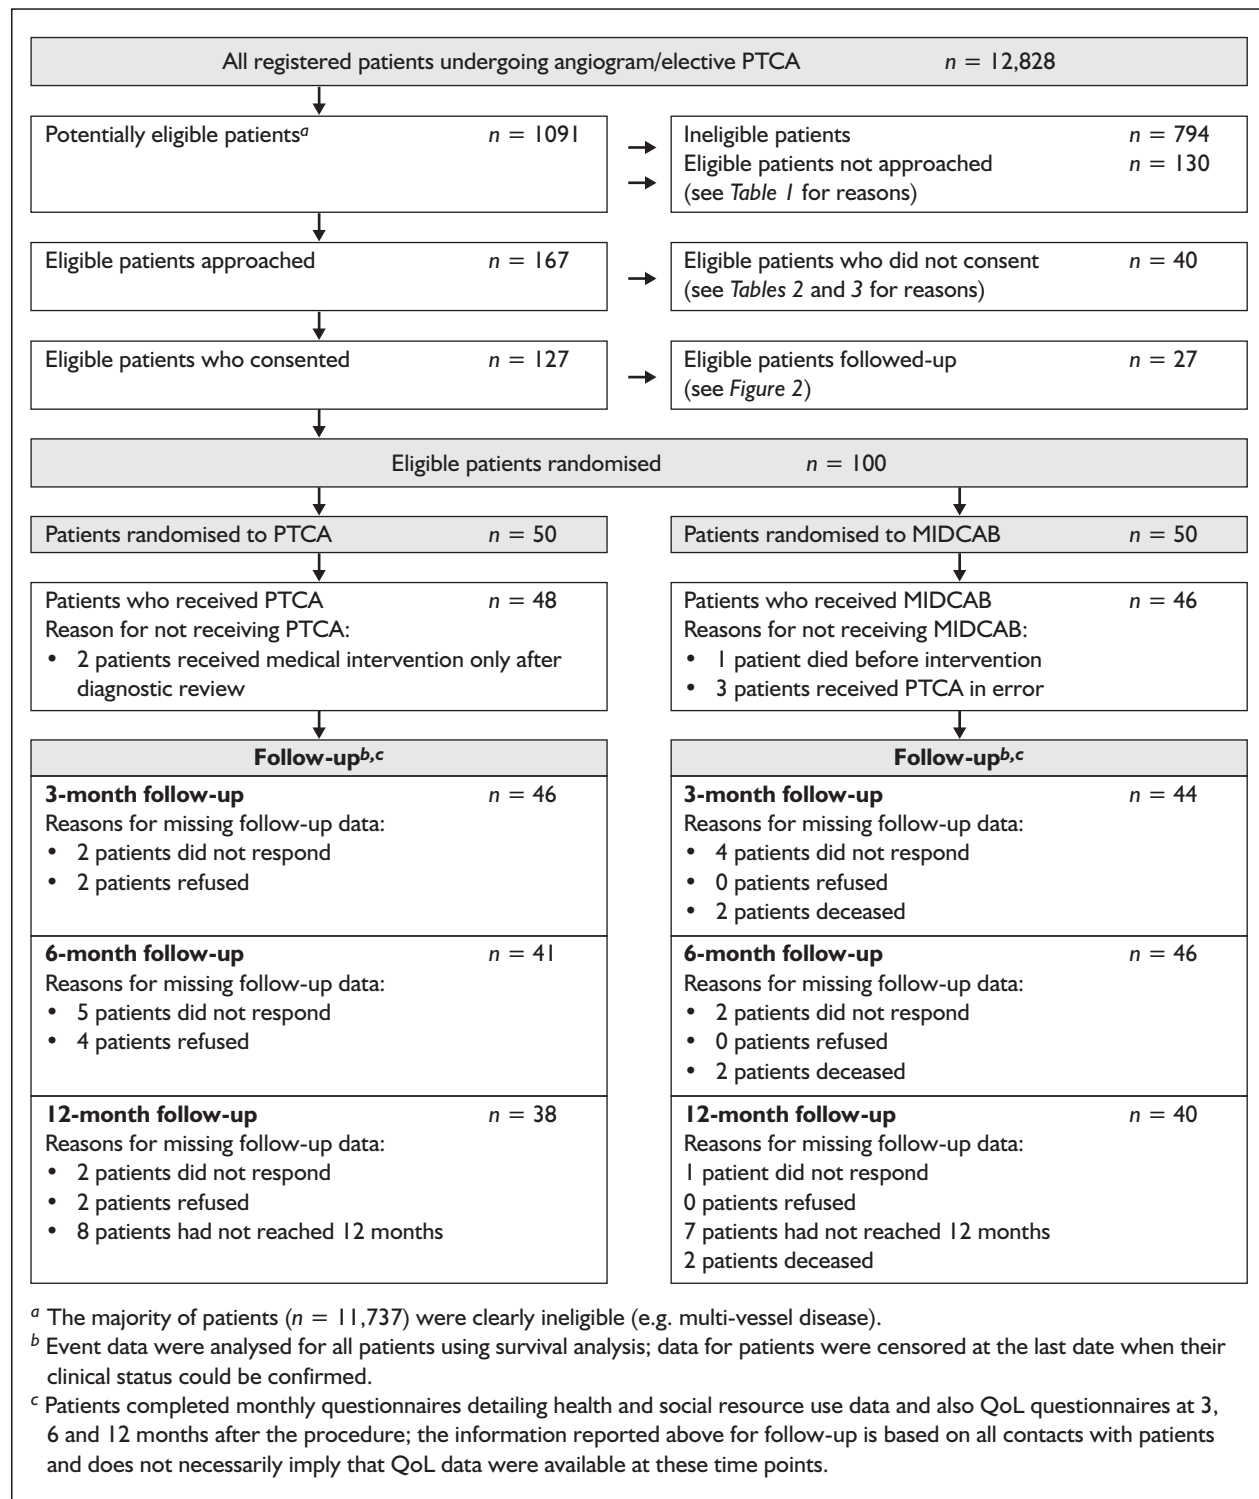 All registered patients undergoing angiogram/elective PTCA n = 12,828
Potentially eligible patientsᵃ n = 1091
Ineligible patients n = 794
Eligible patients not approached n = 130
(see Table 1 for reasons)
Eligible patients approached n = 167
Eligible patients who did not consent n = 40
(see Tables 2 and 3 for reasons)
Eligible patients who consented n = 127
Eligible patients followed-up n = 27
(see Figure 2)
Eligible patients randomised n = 100
Patients randomised to PTCA n = 50
Patients who received PTCA n = 48
Reason for not receiving PTCA:
• 2 patients received medical intervention only after
diagnostic review
Follow-upᵇ,ᶜ
3-month follow-up n = 46
Reasons for missing follow-up data:
• 2 patients did not respond
• 2 patients refused
6-month follow-up n = 41
Reasons for missing follow-up data:
• 5 patients did not respond
• 4 patients refused
12-month follow-up n = 38
Reasons for missing follow-up data:
• 2 patients did not respond
• 2 patients refused
• 8 patients had not reached 12 months
Patients randomised to MIDCAB n = 50
Patients who received MIDCAB n = 46
Reasons for not receiving MIDCAB:
• 1 patient died before intervention
• 3 patients received PTCA in error
Follow-upᵇ,ᶜ
3-month follow-up n = 44
Reasons for missing follow-up data:
• 4 patients did not respond
• 0 patients refused
• 2 patients deceased
6-month follow-up n = 46
Reasons for missing follow-up data:
• 2 patients did not respond
• 0 patients refused
• 2 patients deceased
12-month follow-up n = 40
Reasons for missing follow-up data:
1 patient did not respond
0 patients refused
7 patients had not reached 12 months
2 patients deceased
ᵃ The majority of patients (n = 11,737) were clearly ineligible (e.g. multi-vessel disease).
ᵇ Event data were analysed for all patients using survival analysis; data for patients were censored at the last date when their
clinical status could be confirmed.
ᶜ Patients completed monthly questionnaires detailing health and social resource use data and also QoL questionnaires at 3,
6 and 12 months after the procedure; the information reported above for follow-up is based on all contacts with patients
and does not necessarily imply that QoL data were available at these time points.